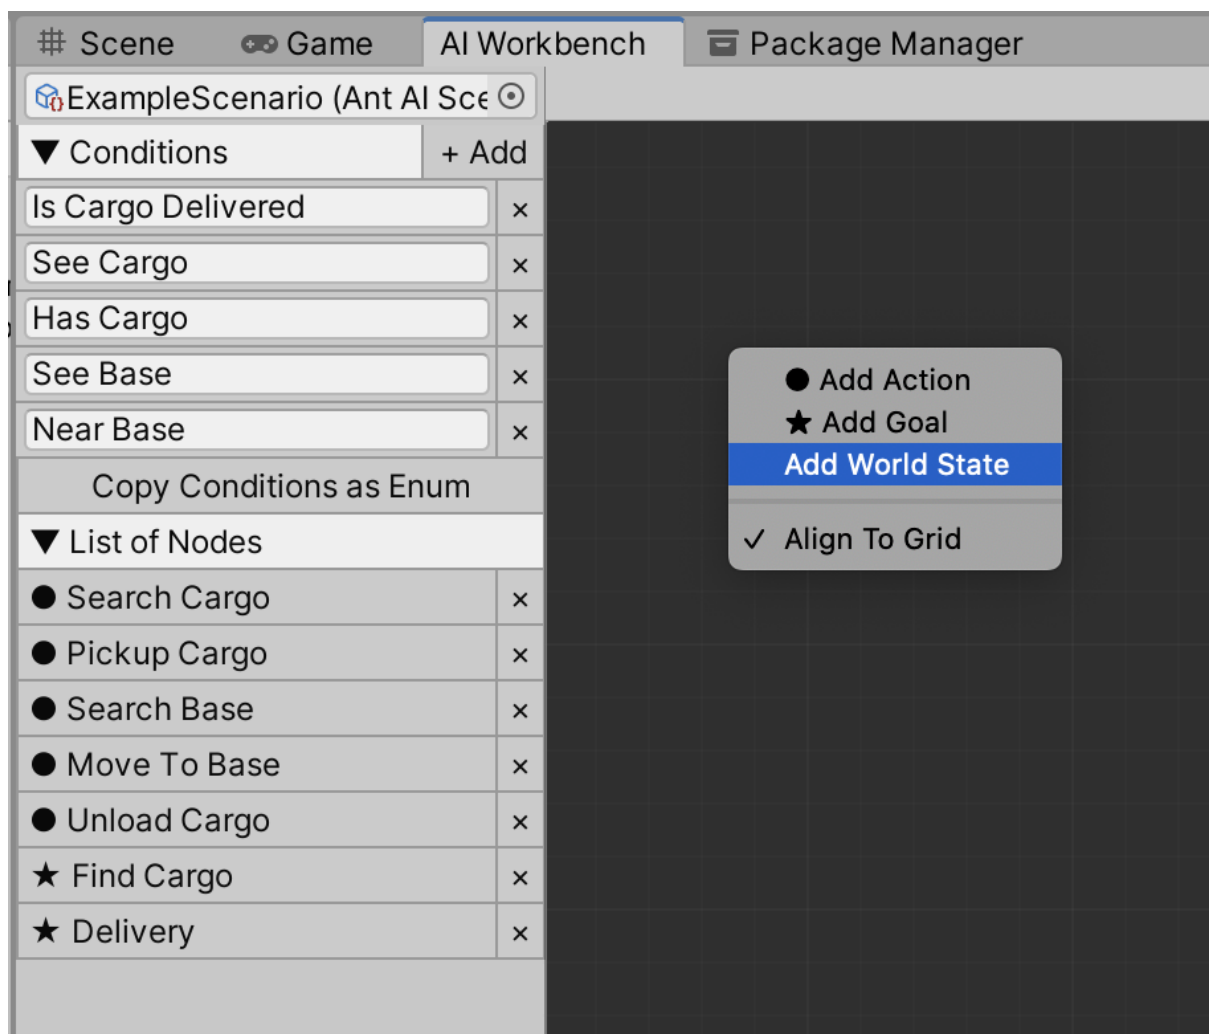 Scene Game AI Workbench Package Manager
ExampleScenario (Ant AI Sce
▼ Conditions + Add
Is Cargo Delivered ×
See Cargo ×
Has Cargo ×
See Base ×
Near Base ×
Copy Conditions as Enum
▼ List of Nodes
● Search Cargo ×
● Pickup Cargo ×
● Search Base ×
● Move To Base ×
● Unload Cargo ×
★ Find Cargo ×
★ Delivery ×
● Add Action
★ Add Goal
Add World State
✓ Align To Grid